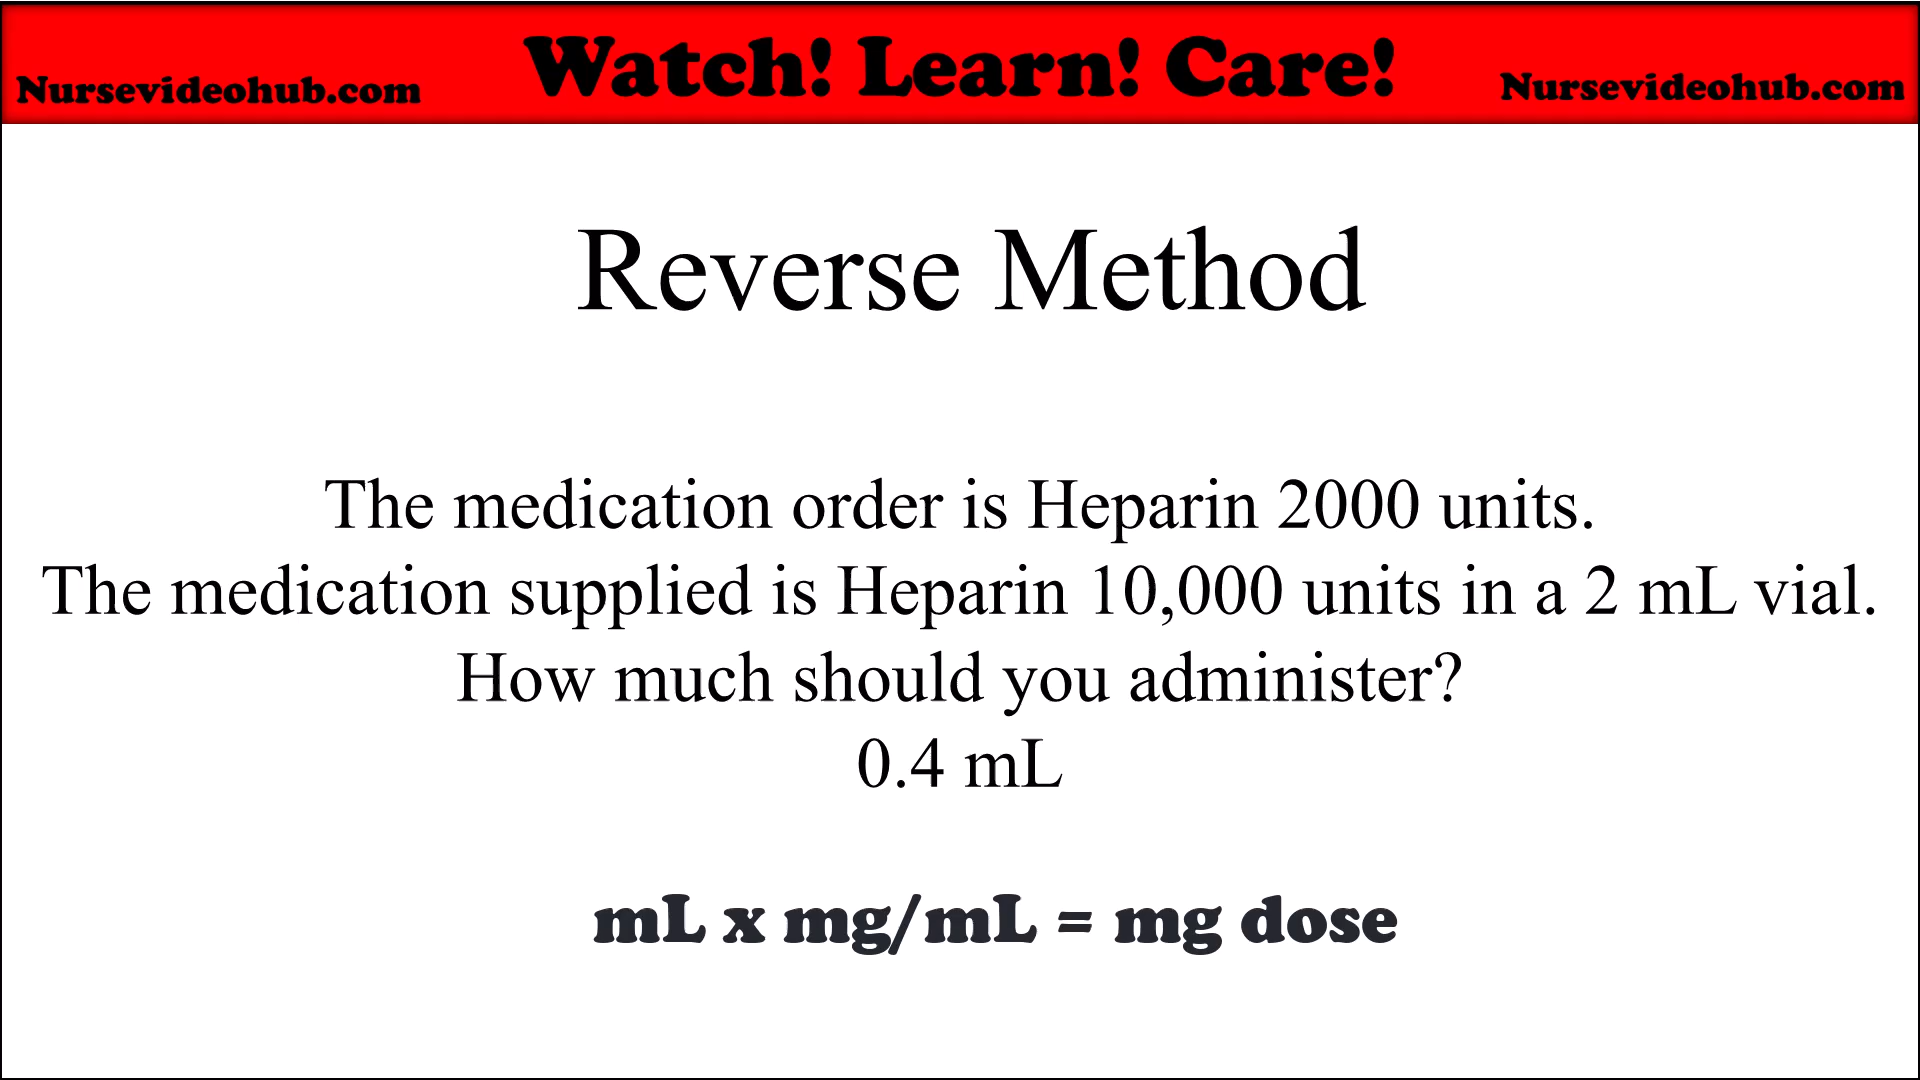 Nursevideohub.com
Watch! Learn! Care!
Nursevideohub.com
Reverse Method
The medication order is Heparin 2000 units.
The medication supplied is Heparin 10,000 units in a 2 mL vial.
How much should you administer?
0.4 mL
mL x mg/mL = mg dose